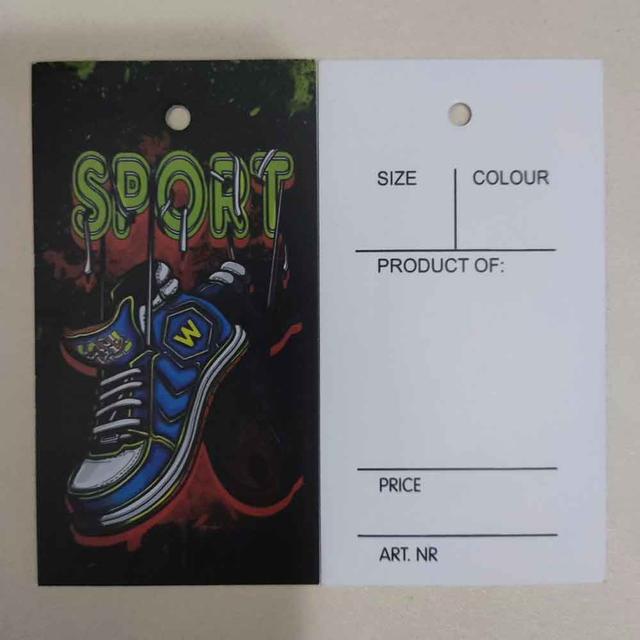 SPORT
W
SIZE
COLOUR
PRODUCT OF:
PRICE
ART. NR